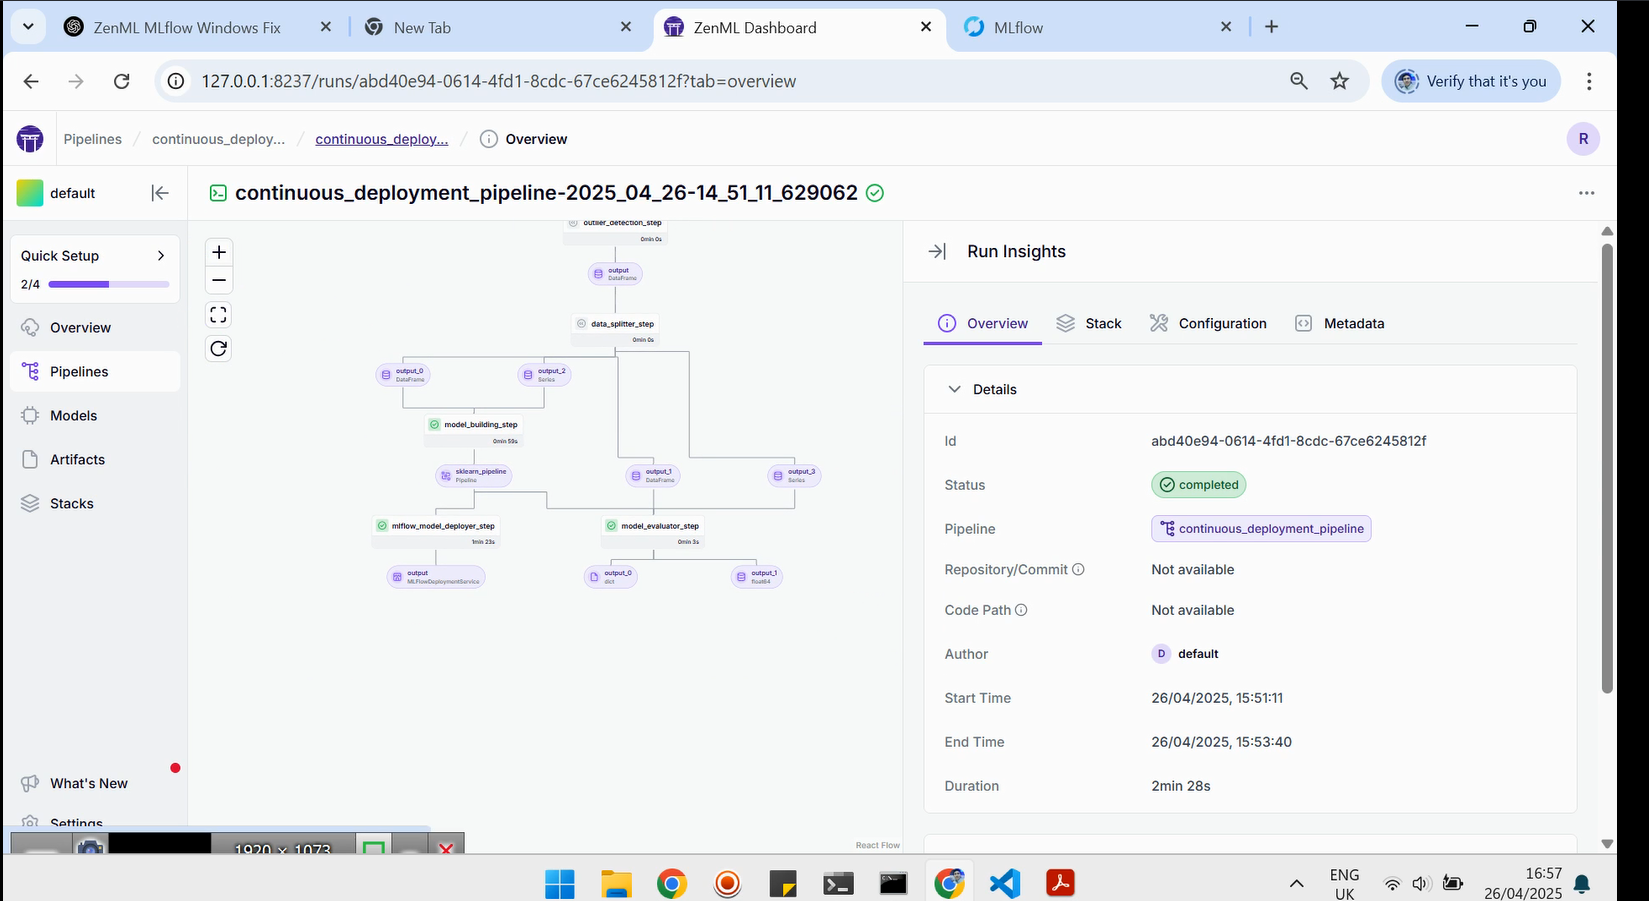 ZenML MLflow Windows Fix
New Tab
ZenML Dashboard
MLflow
127.0.0.1:8237/runs/abd40e94-0614-4fd1-8cdc-67ce6245812f?tab=overview
Verify that it's you
Pipelines / continuous_deploy... / continuous_deploy... / Overview
R
default
continuous_deployment_pipeline-2025_04_26-14_51_11_629062
Quick Setup
2/4
Overview
Pipelines
Models
Artifacts
Stacks
What's New
Settings
outlier_detection_step
0min 0s
output
DataFrame
data_splitter_step
0min 0s
output_0
DataFrame
output_2
Series
model_building_step
0min 59s
sklearn_pipeline
Pipeline
output_1
DataFrame
output_3
Series
mlflow_model_deployer_step
1min 23s
model_evaluator_step
0min 3s
output
MLFlowDeploymentService
output_0
dict
output_1
float64
React Flow
Run Insights
Overview
Stack
Configuration
Metadata
Details
Id abd40e94-0614-4fd1-8cdc-67ce6245812f
Status completed
Pipeline continuous_deployment_pipeline
Repository/Commit Not available
Code Path Not available
Author D default
Start Time 26/04/2025, 15:51:11
End Time 26/04/2025, 15:53:40
Duration 2min 28s
1920 × 1073
ENG
UK
16:57
26/04/2025